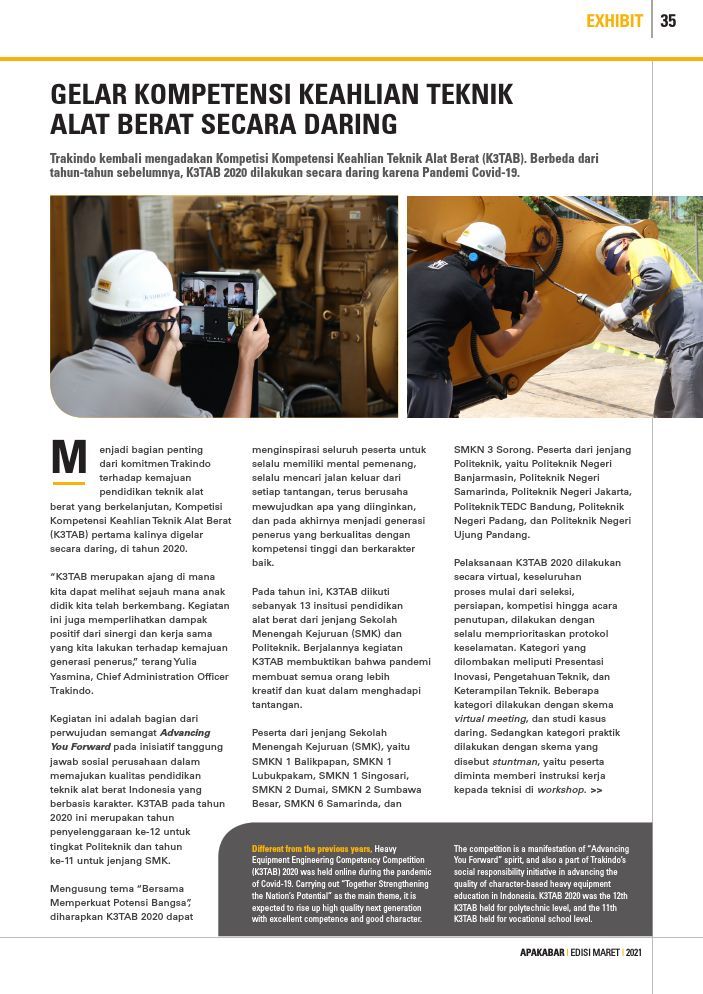 EXHIBIT 35
GELAR KOMPETENSI KEAHLIAN TEKNIK
ALAT BERAT SECARA DARING
Trakindo kembali mengadakan Kompetisi Kompetensi Keahlian Teknik Alat Berat (K3TAB). Berbeda dari
tahun-tahun sebelumnya, K3TAB 2020 dilakukan secara daring karena Pandemi Covid-19.
Menjadi bagian penting
dari komitmen Trakindo
terhadap kemajuan
pendidikan teknik alat
berat yang berkelanjutan, Kompetisi
Kompetensi Keahlian Teknik Alat Berat
(K3TAB) pertama kalinya digelar
secara daring, di tahun 2020.
“K3TAB merupakan ajang di mana
kita dapat melihat sejauh mana anak
didik kita telah berkembang. Kegiatan
ini juga memperlihatkan dampak
positif dari sinergi dan kerja sama
yang kita lakukan terhadap kemajuan
generasi penerus,” terang Yulia
Yasmina, Chief Administration Officer
Trakindo.
Kegiatan ini adalah bagian dari
perwujudan semangat Advancing
You Forward pada inisiatif tanggung
jawab sosial perusahaan dalam
memajukan kualitas pendidikan
teknik alat berat Indonesia yang
berbasis karakter. K3TAB pada tahun
2020 ini merupakan tahun
penyelenggaraan ke-12 untuk
tingkat Politeknik dan tahun
ke-11 untuk jenjang SMK.
Mengusung tema “Bersama
Memperkuat Potensi Bangsa”,
diharapkan K3TAB 2020 dapat
menginspirasi seluruh peserta untuk
selalu memiliki mental pemenang,
selalu mencari jalan keluar dari
setiap tantangan, terus berusaha
mewujudkan apa yang diinginkan,
dan pada akhirnya menjadi generasi
penerus yang berkualitas dengan
kompetensi tinggi dan berkarakter
baik.
Pada tahun ini, K3TAB diikuti
sebanyak 13 insitusi pendidikan
alat berat dari jenjang Sekolah
Menengah Kejuruan (SMK) dan
Politeknik. Berjalannya kegiatan
K3TAB membuktikan bahwa pandemi
membuat semua orang lebih
kreatif dan kuat dalam menghadapi
tantangan.
Peserta dari jenjang Sekolah
Menengah Kejuruan (SMK), yaitu
SMKN 1 Balikpapan, SMKN 1
Lubukpakam, SMKN 1 Singosari,
SMKN 2 Dumai, SMKN 2 Sumbawa
Besar, SMKN 6 Samarinda, dan
SMKN 3 Sorong. Peserta dari jenjang
Politeknik, yaitu Politeknik Negeri
Banjarmasin, Politeknik Negeri
Samarinda, Politeknik Negeri Jakarta,
Politeknik TEDC Bandung, Politeknik
Negeri Padang, dan Politeknik Negeri
Ujung Pandang.
Pelaksanaan K3TAB 2020 dilakukan
secara virtual, keseluruhan
proses mulai dari seleksi,
persiapan, kompetisi hingga acara
penutupan, dilakukan dengan
selalu memprioritaskan protokol
keselamatan. Kategori yang
dilombakan meliputi Presentasi
Inovasi, Pengetahuan Teknik, dan
Keterampilan Teknik. Beberapa
kategori dilakukan dengan skema
virtual meeting, dan studi kasus
daring. Sedangkan kategori praktik
dilakukan dengan skema yang
disebut stuntman, yaitu peserta
diminta memberi instruksi kerja
kepada teknisi di workshop. >>
Different from the previous years, Heavy
Equipment Engineering Competency Competition
(K3TAB) 2020 was held online during the pandemic
of Covid-19. Carrying out “Together Strengthening
the Nation’s Potential” as the main theme, it is
expected to rise up high quality next generation
with excellent competence and good character.
The competition is a manifestation of “Advancing
You Forward” spirit, and also a part of Trakindo’s
social responsibility initiative in advancing the
quality of character-based heavy equipment
education in Indonesia. K3TAB 2020 was the 12th
K3TAB held for polytechnic level, and the 11th
K3TAB held for vocational school level.
APAKABAR | EDISI MARET | 2021